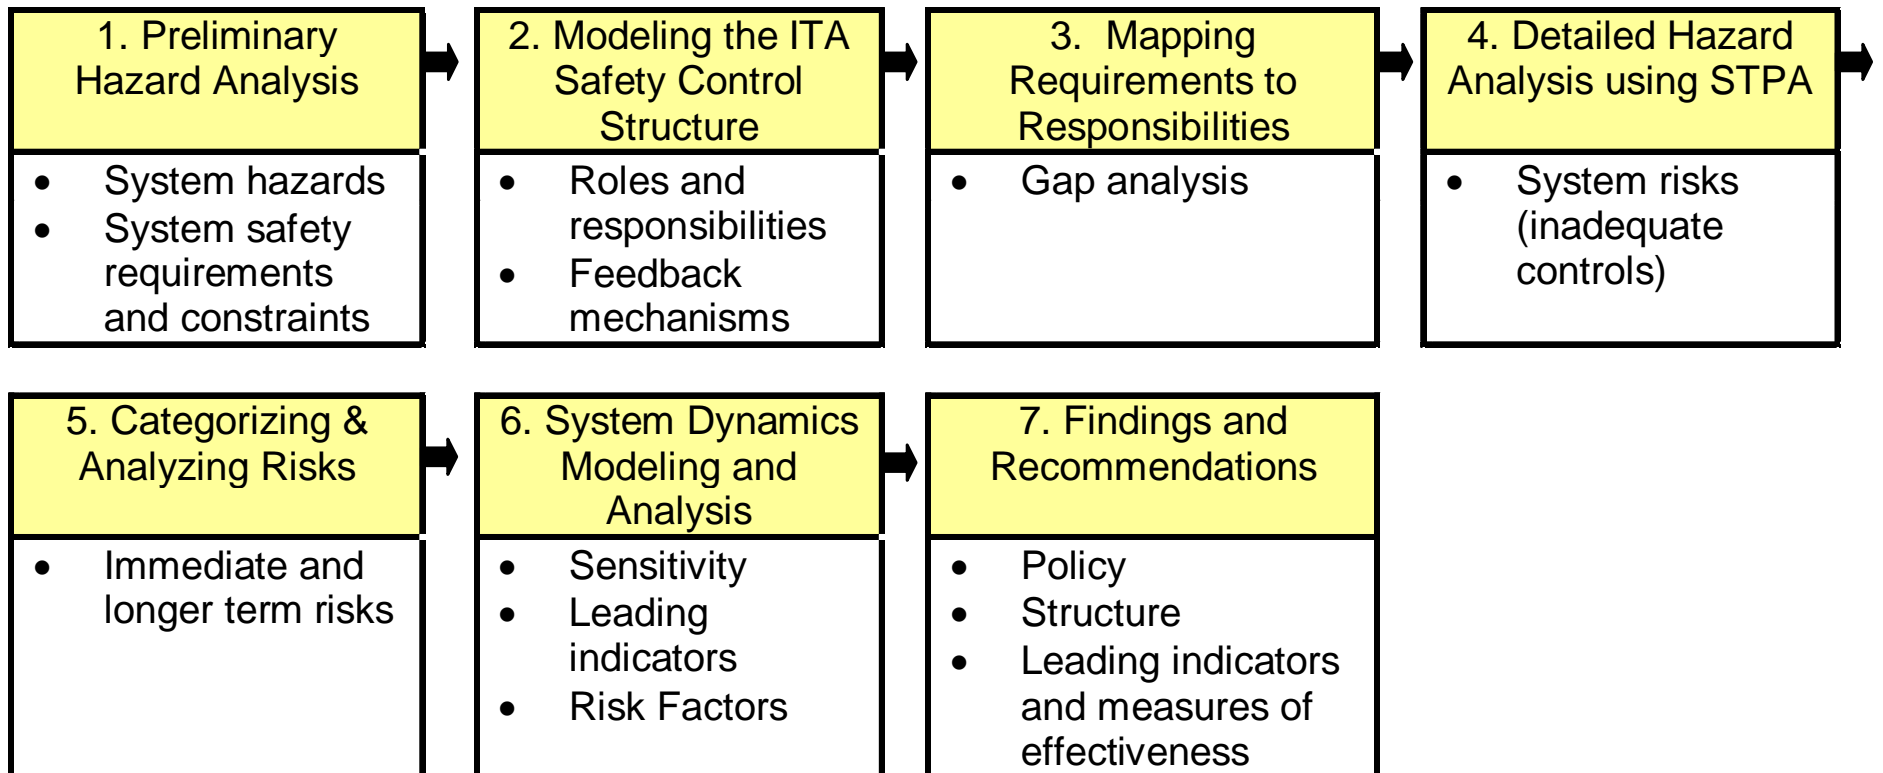 1. Preliminary
Hazard Analysis
• System hazards
• System safety
requirements
and constraints
2. Modeling the ITA
Safety Control
Structure
• Roles and
responsibilities
• Feedback
mechanisms
3. Mapping
Requirements to
Responsibilities
• Gap analysis
4. Detailed Hazard
Analysis using STPA
• System risks
(inadequate
controls)
5. Categorizing &
Analyzing Risks
• Immediate and
longer term risks
6. System Dynamics
Modeling and
Analysis
• Sensitivity
• Leading
indicators
• Risk Factors
7. Findings and
Recommendations
• Policy
• Structure
• Leading indicators
and measures of
effectiveness